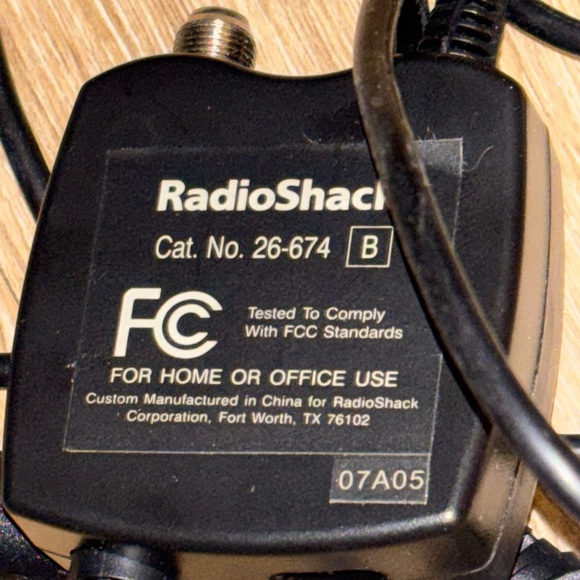 RadioShack
Cat. No. 26-674 B
FC
Tested To Comply
With FCC Standards
FOR HOME OR OFFICE USE
Custom Manufactured in China for RadioShack
Corporation, Fort Worth, TX 76102
07A05